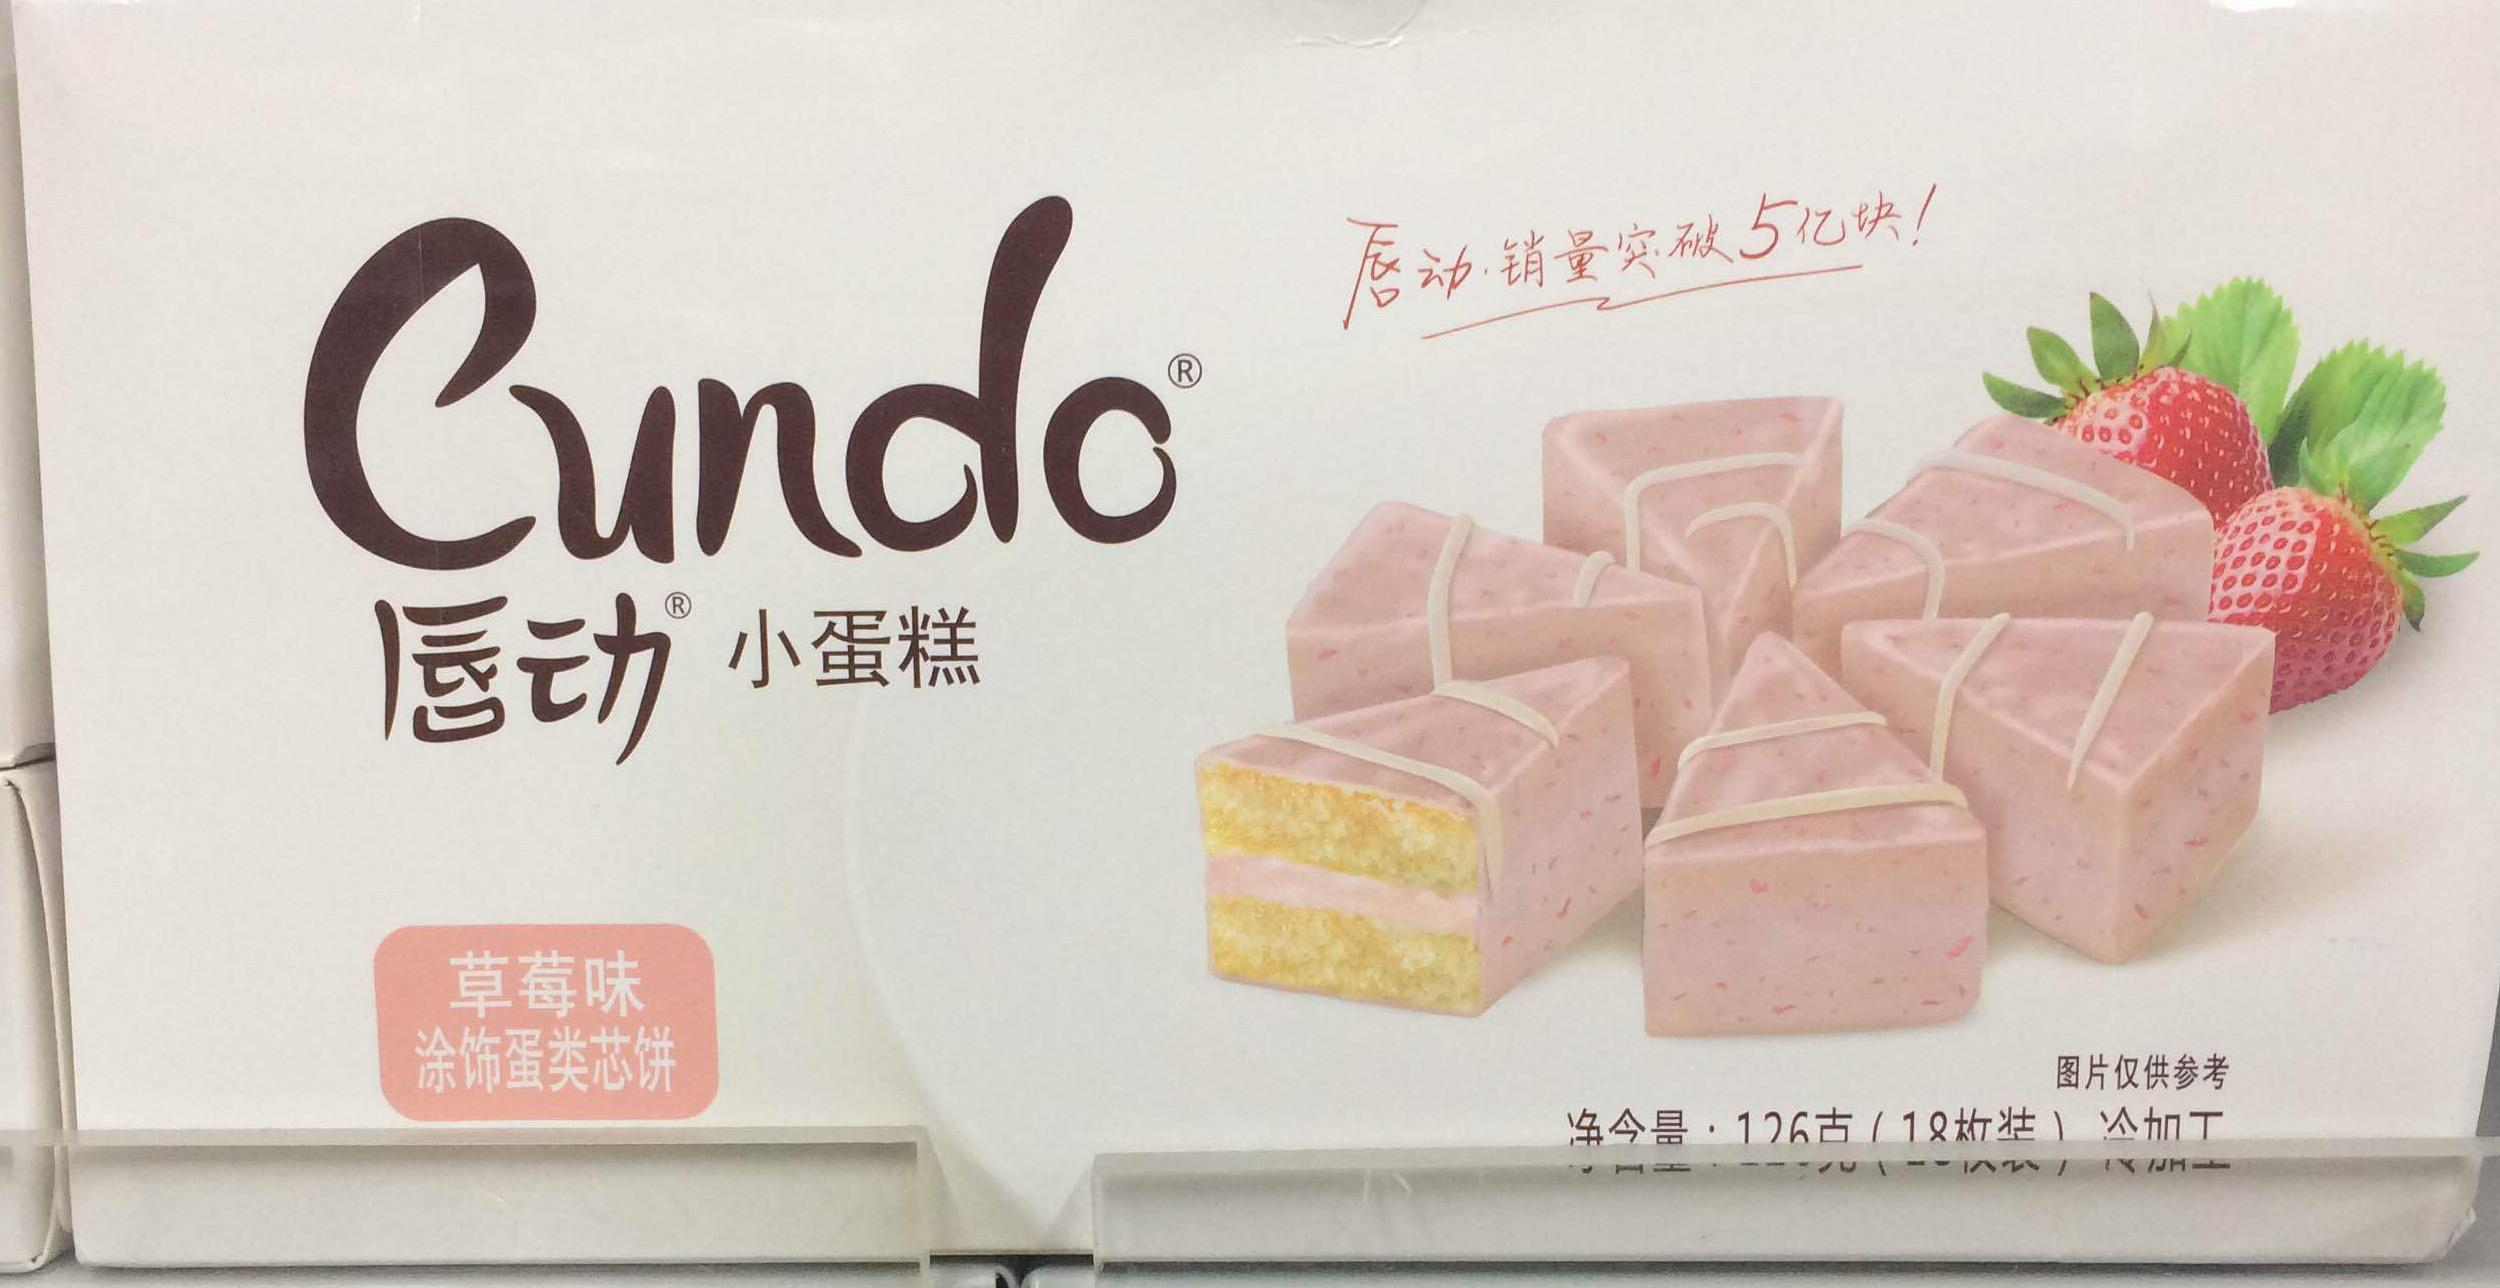 Cundo®
唇动® 小蛋糕
唇动·销量突破5亿块!
草莓味
涂饰蛋类芯饼
图片仅供参考
净含量：126克(18枚装) 冷加工